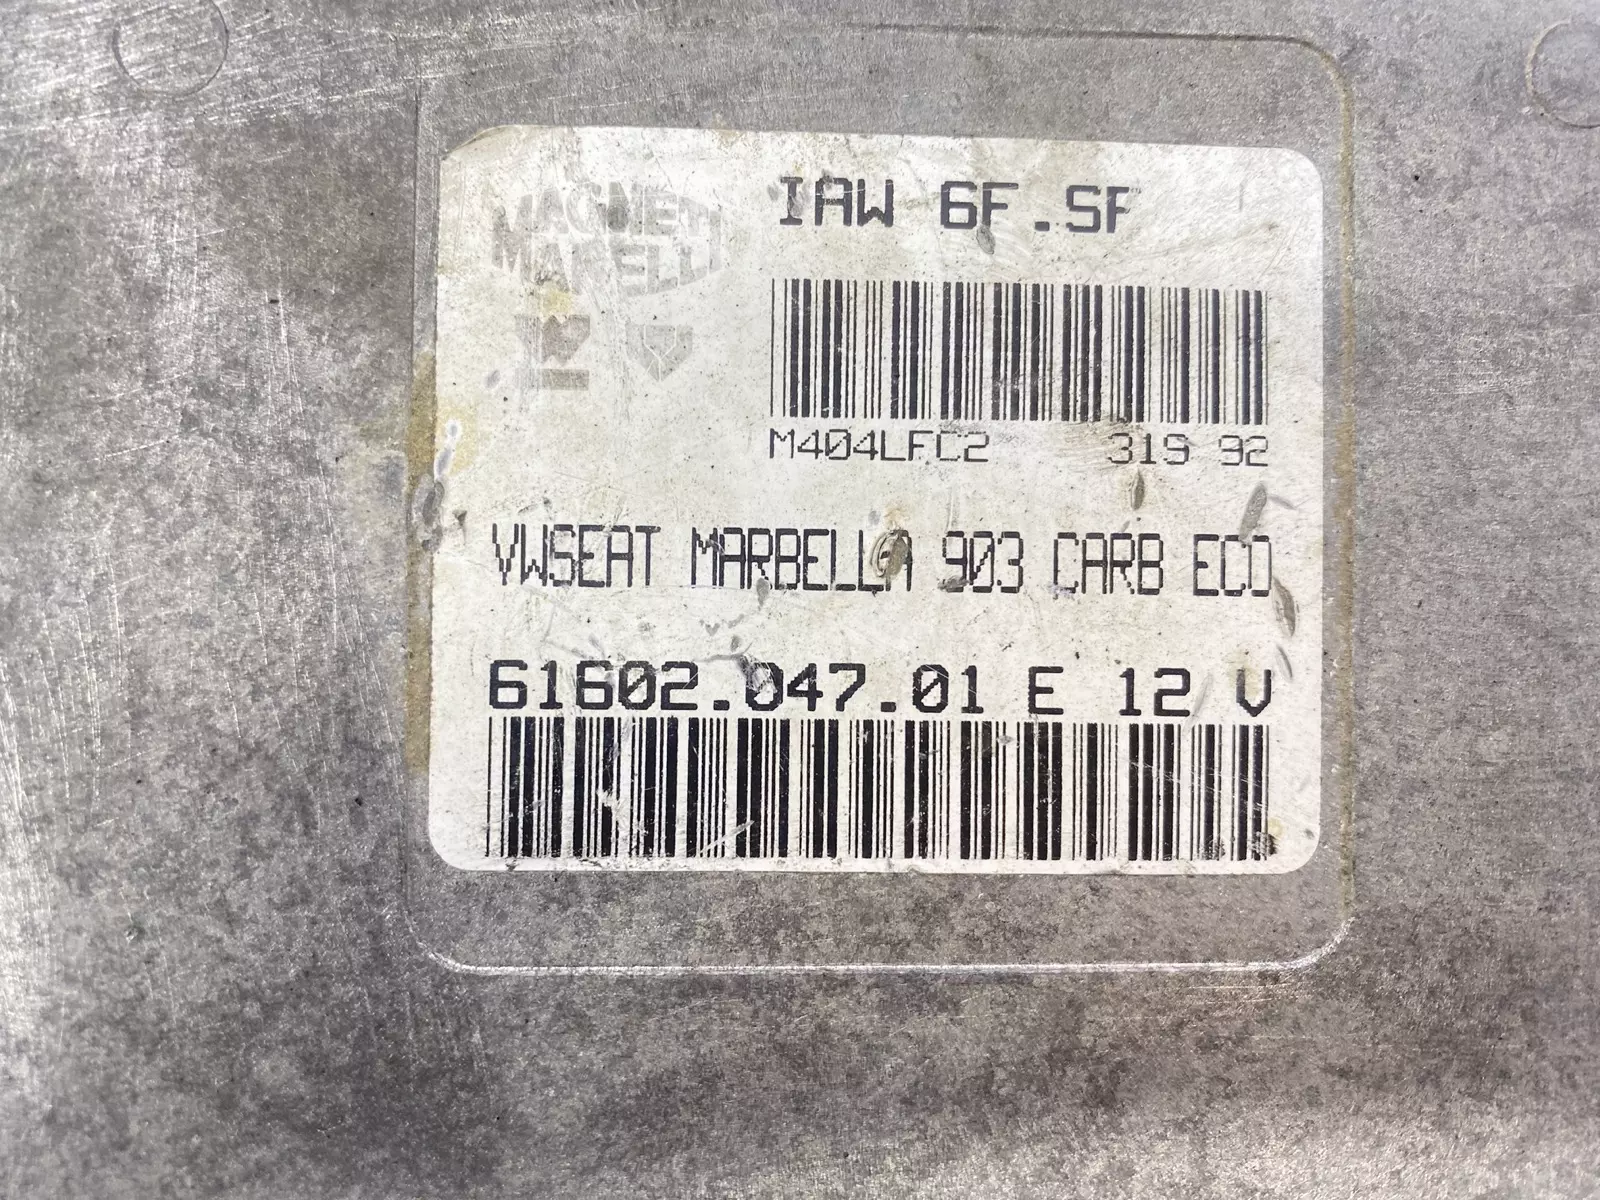 MAGNETI
MARELLI
IAW 6F.SF
M404LFC2 319 92
VWSEAT MARBELLA 903 CARB ECO
61602.047.01 E 12 V